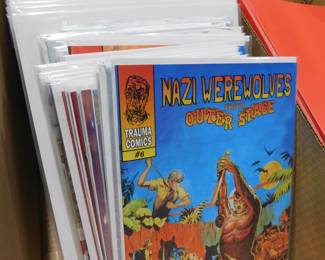 NAZI WEREWOLVES
FROM
OUTER SPACE
TRAUMA
COMICS
#6